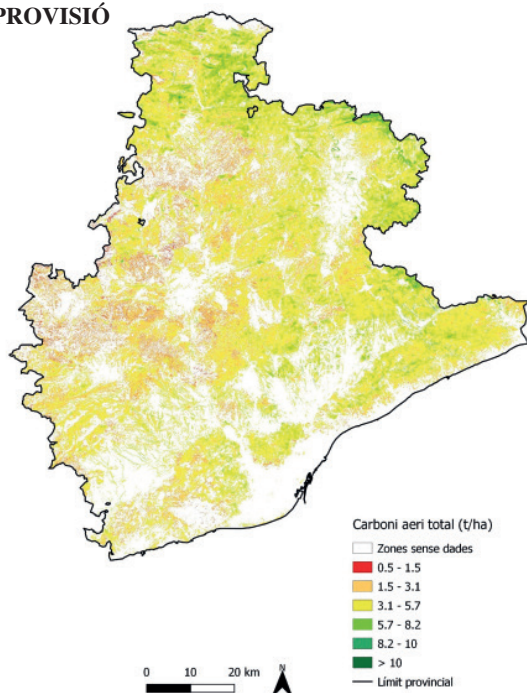 PROVISIÓ
Carboni aeri total (t/ha)
Zones sense dades
0.5 - 1.5
1.5 - 3.1
3.1 - 5.7
5.7 - 8.2
8.2 - 10
> 10
Límit provincial
0 10 20 km
N